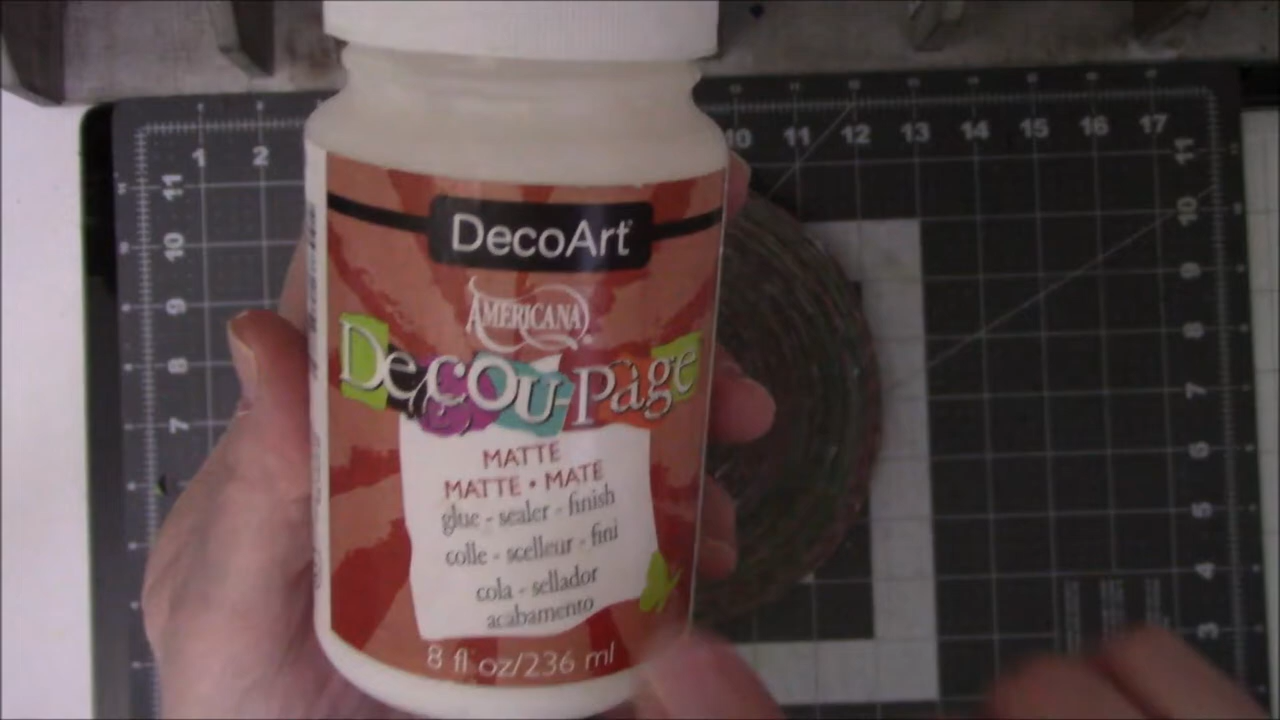 DecoArt
AMERICANA
Decou-Page
MATTE
MATTE • MATE
glue - sealer - finish
colle - scelleur - fini
cola - sellador
acabamento
8 fl oz/236 ml
1 2 10 11 12 13 14 15 16 17
11 11
10 10
9 9
8 8
7 7
6
5
4
3